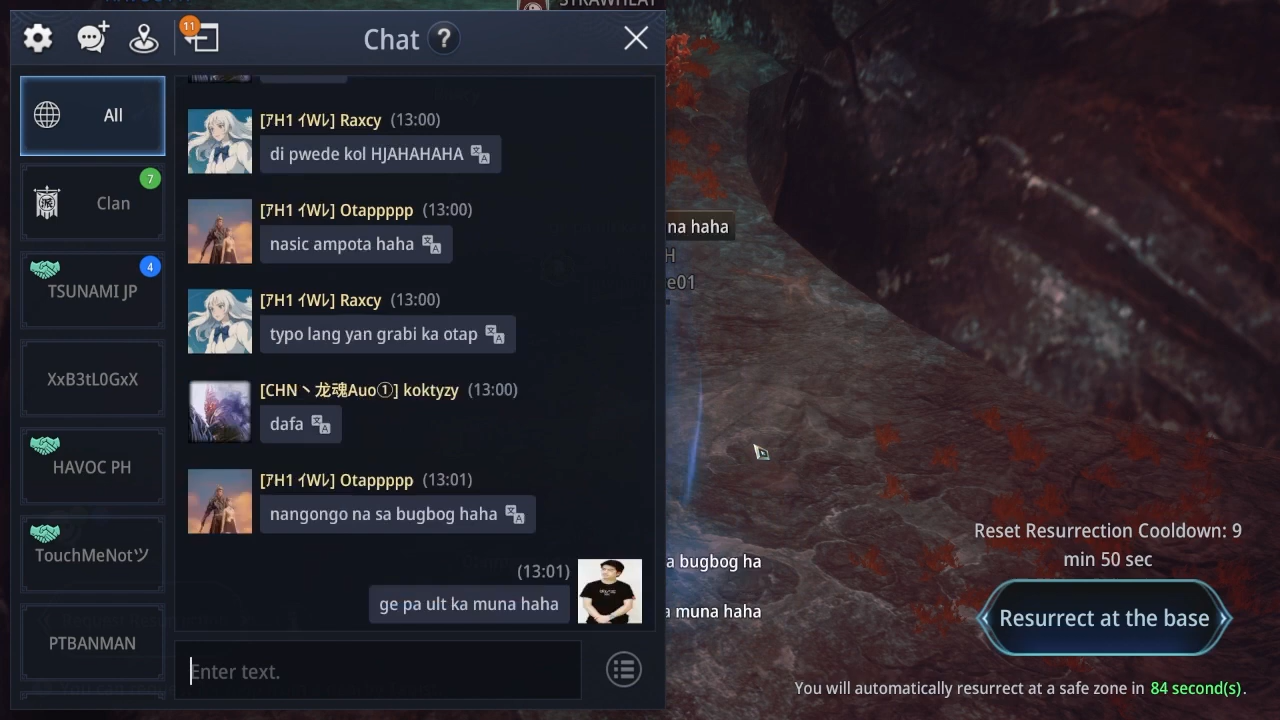 11
Chat ?
All
[ｱH1 ｲWﾚ] Raxcy (13:00)
di pwede kol HJAHAHAHA
Clan
7
[ｱH1 ｲWﾚ] Otappppp (13:00)
nasic ampota haha
TSUNAMI JP
4
[ｱH1 ｲWﾚ] Raxcy (13:00)
typo lang yan grabi ka otap
XxB3tL0GxX
[CHN丶龙魂Auo①] koktyzy (13:00)
dafa
HAVOC PH
[ｱH1 ｲWﾚ] Otappppp (13:01)
nangongo na sa bugbog haha
TouchMeNotツ
(13:01)
ge pa ult ka muna haha
PTBANMAN
Enter text.
na haha
H
e01
a bugbog ha
a muna haha
Reset Resurrection Cooldown: 9
min 50 sec
Resurrect at the base
You will automatically resurrect at a safe zone in 84 second(s).